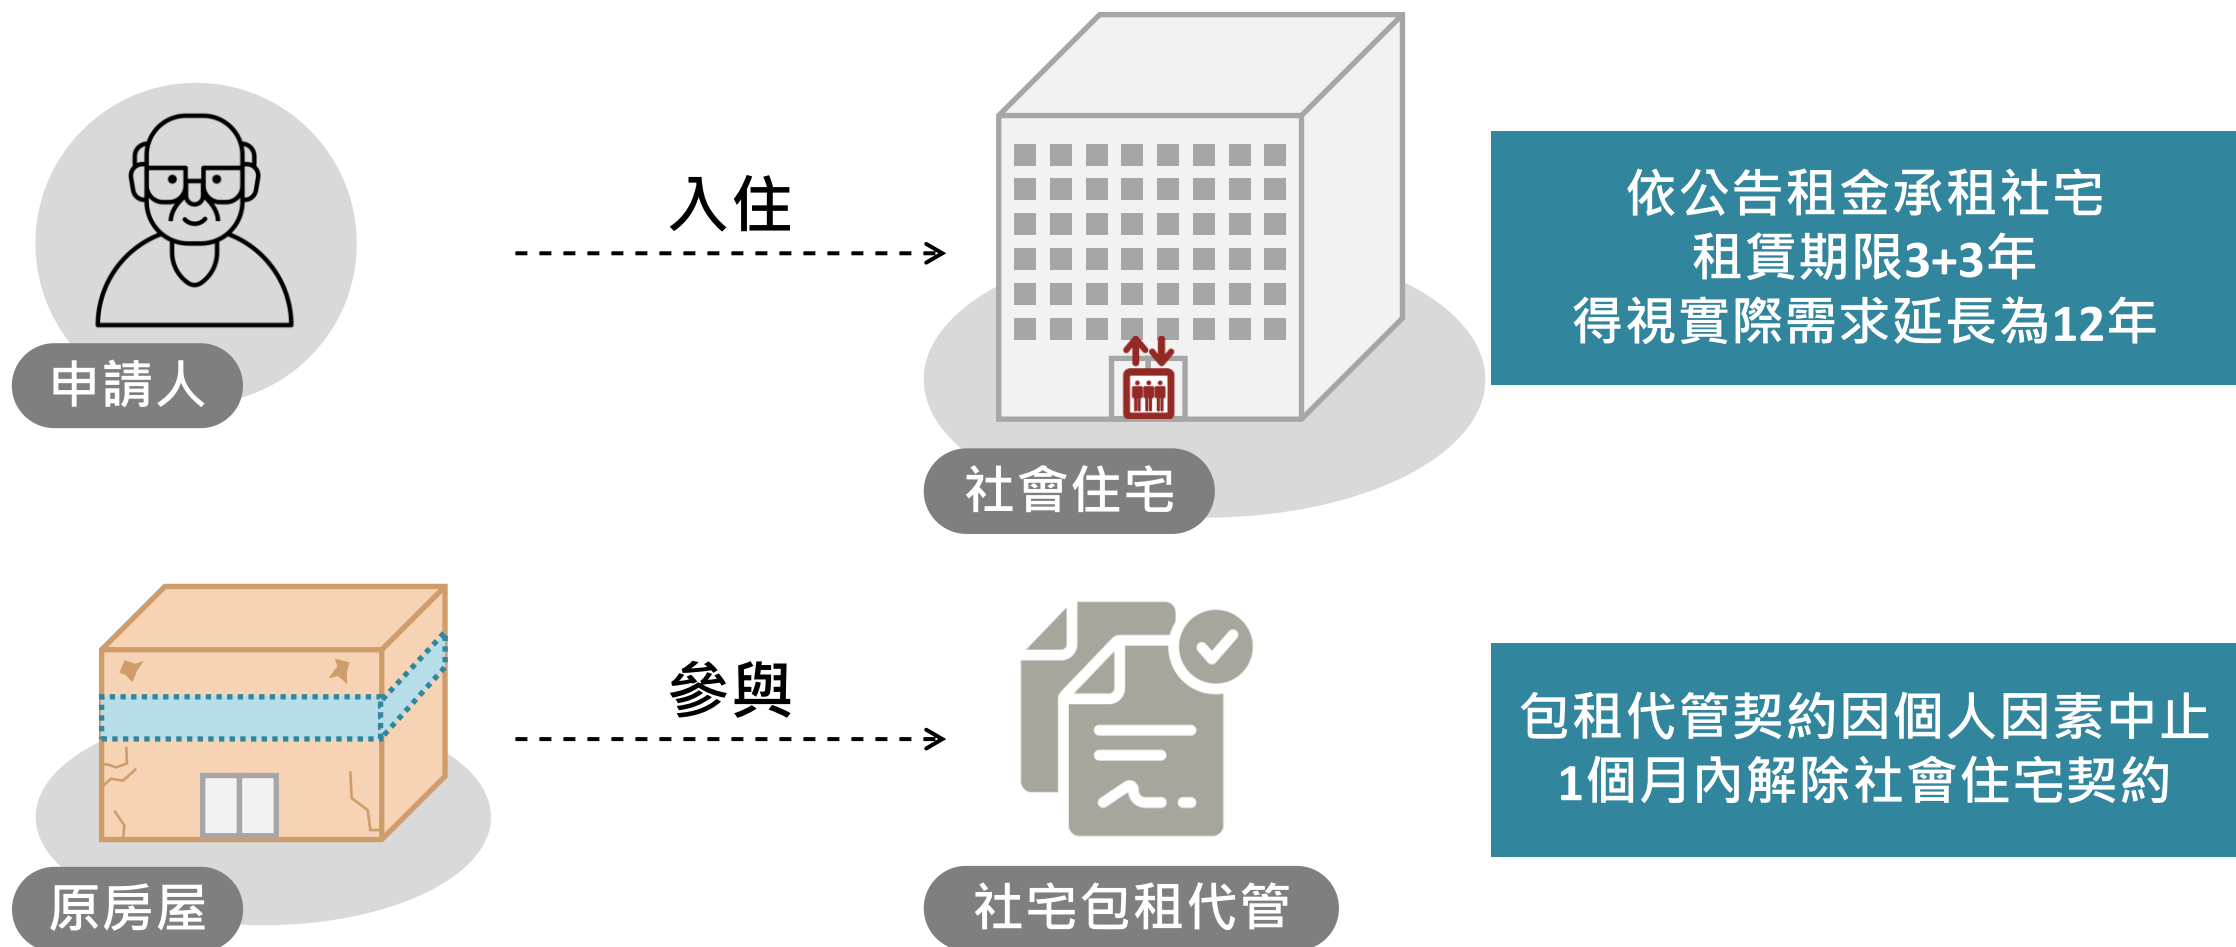 申請人
入住
社會住宅
依公告租金承租社宅
租賃期限3+3年
得視實際需求延長為12年
原房屋
參與
社宅包租代管
包租代管契約因個人因素中止
1個月內解除社會住宅契約